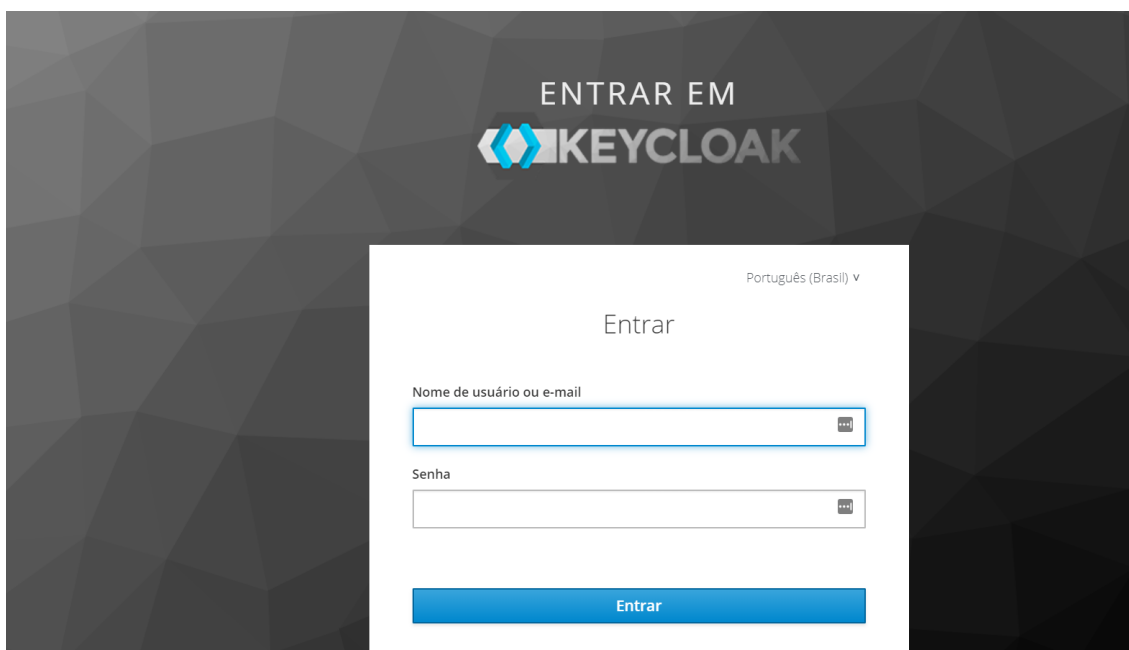 ENTRAR EM
KEYCLOAK
Português (Brasil) v
Entrar
Nome de usuário ou e-mail
Senha
Entrar